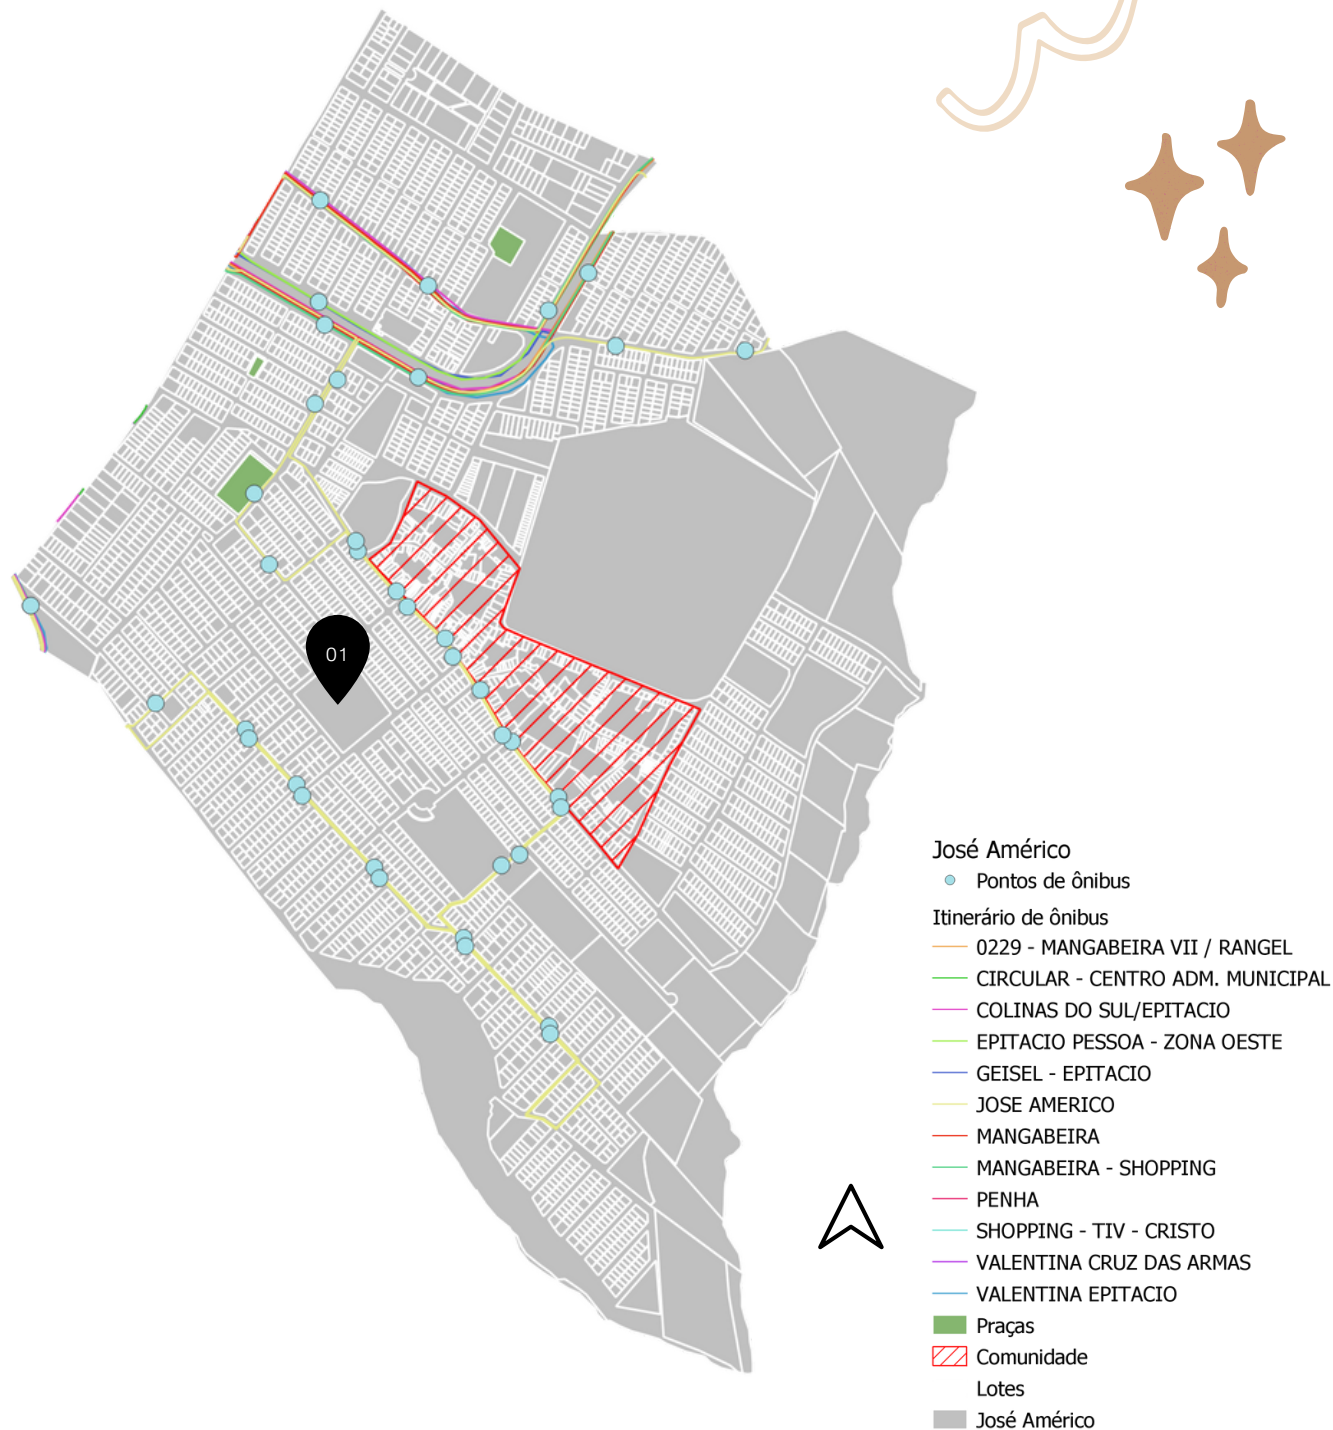 01
José Américo
Pontos de ônibus
Itinerário de ônibus
0229 - MANGABEIRA VII / RANGEL
CIRCULAR - CENTRO ADM. MUNICIPAL
COLINAS DO SUL/EPITACIO
EPITACIO PESSOA - ZONA OESTE
GEISEL - EPITACIO
JOSE AMERICO
MANGABEIRA
MANGABEIRA - SHOPPING
PENHA
SHOPPING - TIV - CRISTO
VALENTINA CRUZ DAS ARMAS
VALENTINA EPITACIO
Praças
Comunidade
Lotes
José Américo